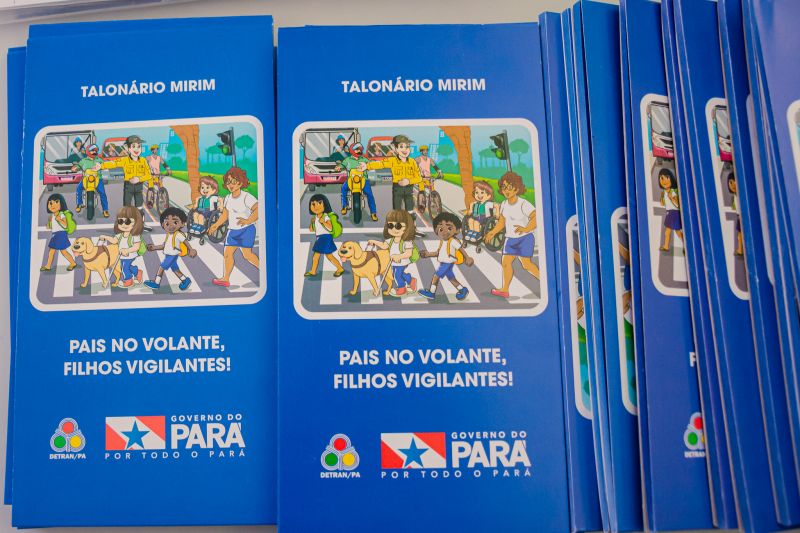 TALONÁRIO MIRIM
PAIS NO VOLANTE,
FILHOS VIGILANTES!
DETRAN/PA
GOVERNO DO
PARÁ
POR TODO O PARÁ
TALONÁRIO MIRIM
PAIS NO VOLANTE,
FILHOS VIGILANTES!
DETRAN/PA
GOVERNO DO
PARÁ
POR TODO O PARÁ